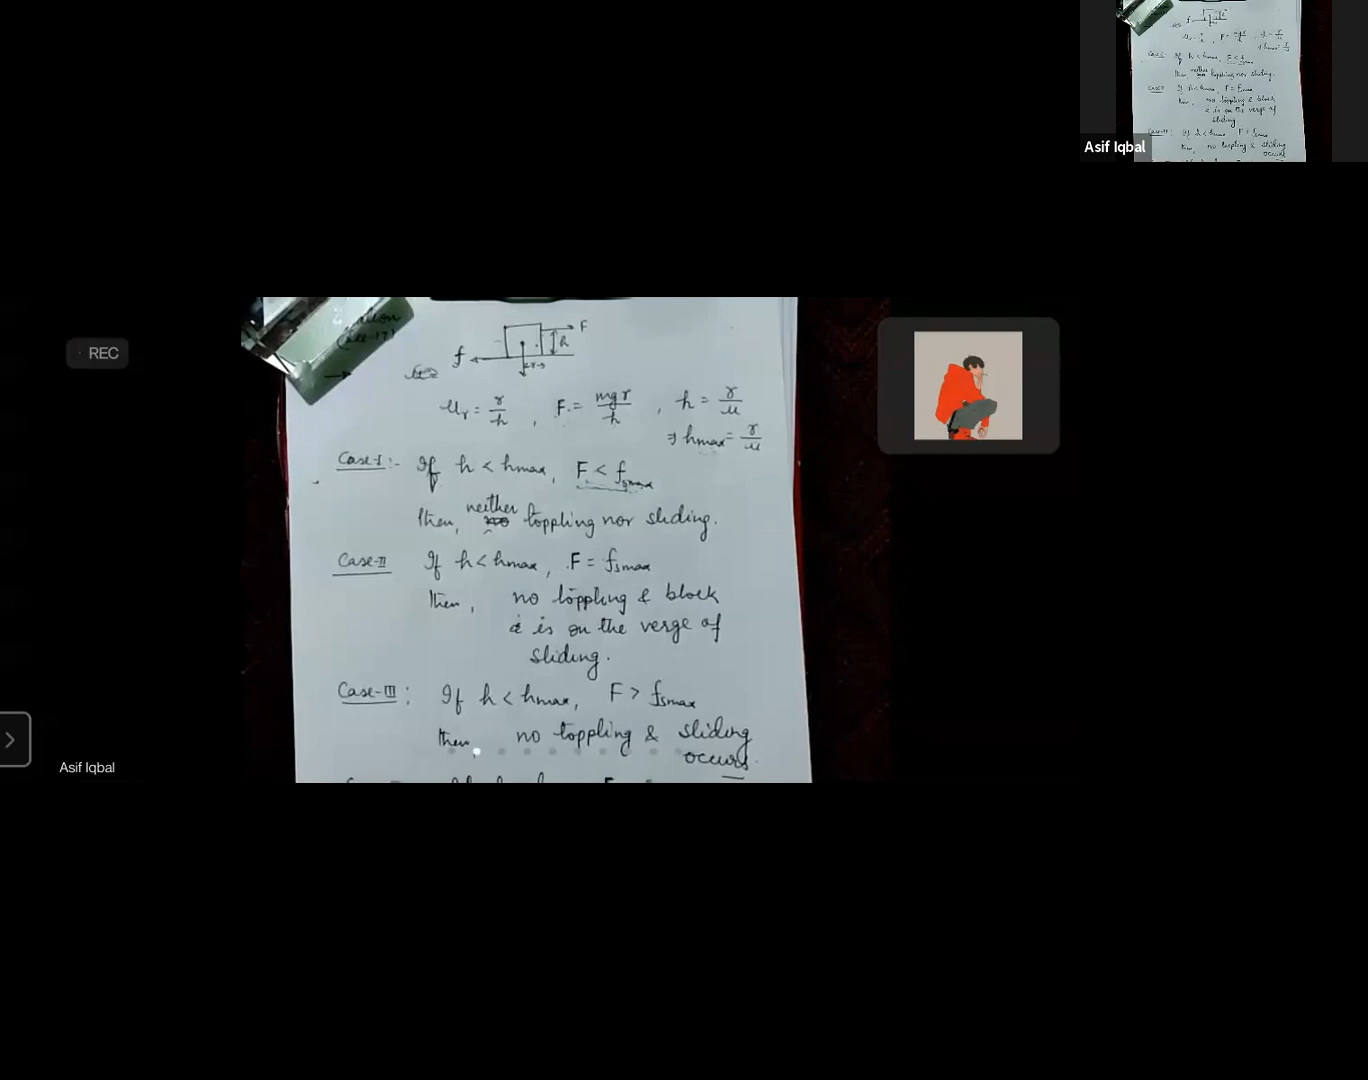 Asif Iqbal
REC
F
f
h
r
μr = r/h , F = mgr/h , h = r/μ
⇒ hmax = r/μ
Case-I:- If h < hmax, F < fsmax
then, neither toppling nor sliding.
Case-II If h < hmax, F = fsmax
then, no toppling & block
is on the verge of
sliding.
Case-III: If h < hmax, F > fsmax
then, no toppling & sliding
occurs.
Asif Iqbal